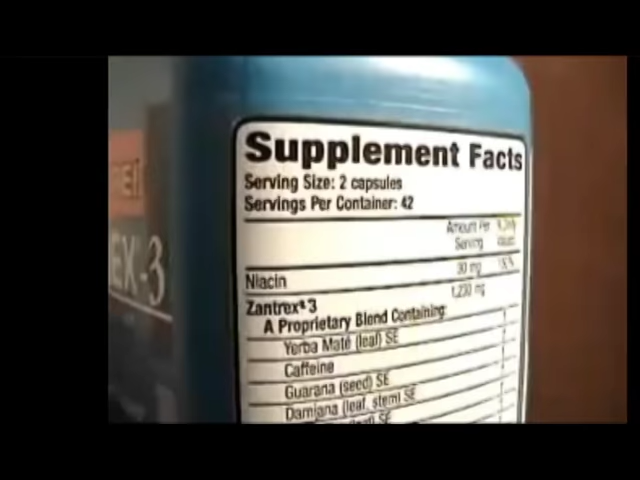 Supplement Facts
Serving Size: 2 capsules
Servings Per Container: 42
Amount Per
Serving
Niacin 30 mg
Zantrex*3 1,230 mg
A Proprietary Blend Containing:
Yerba Maté (leaf) SE
Caffeine
Guarana (seed) SE
Damiana (leaf, stem) SE
EX-3